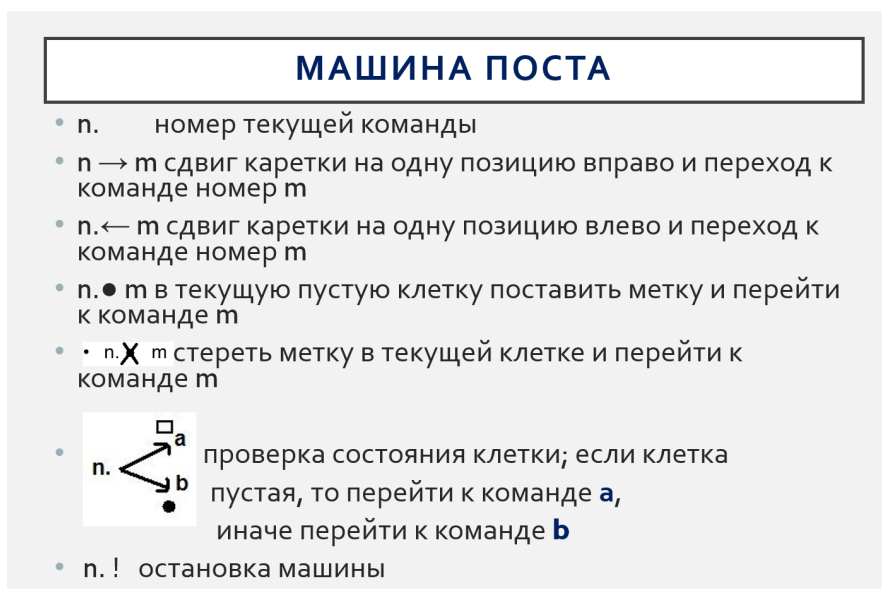 МАШИНА ПОСТА
• n. номер текущей команды
• n → m сдвиг каретки на одну позицию вправо и переход к
команде номер m
• n.← m сдвиг каретки на одну позицию влево и переход к
команде номер m
• n.● m в текущую пустую клетку поставить метку и перейти
к команде m
• • n.X m стереть метку в текущей клетке и перейти к
команде m
a
• n. проверка состояния клетки; если клетка
b пустая, то перейти к команде a,
иначе перейти к команде b
• n. ! остановка машины